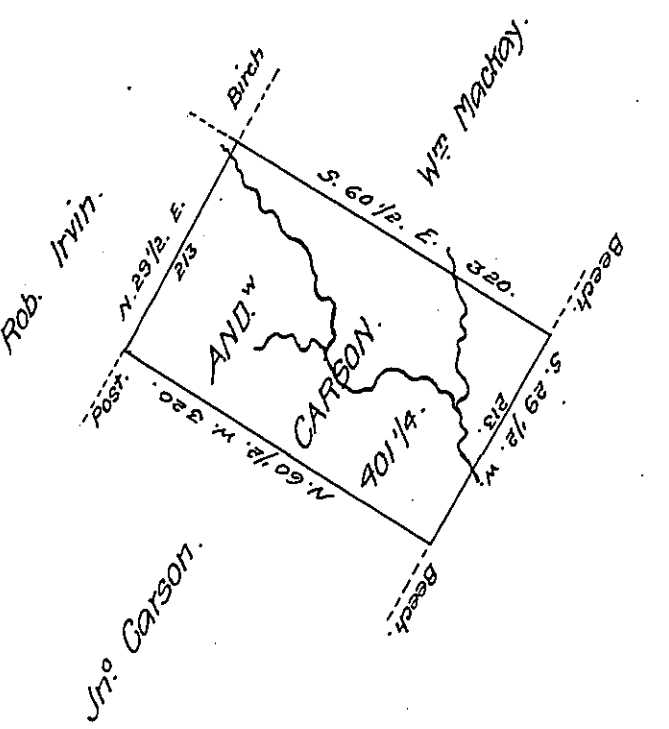 Birch
Wm Mackay.
Rob. Irvin.
N. 29 1/2. E.
213
S. 60 1/2. E.
320.
Beech.
AND.w
CARSON.
401 1/4.
S. 29 1/2. W.
213.
Post.
N. 60 1/2. W. 320.
Beech.
Jno. Carson.